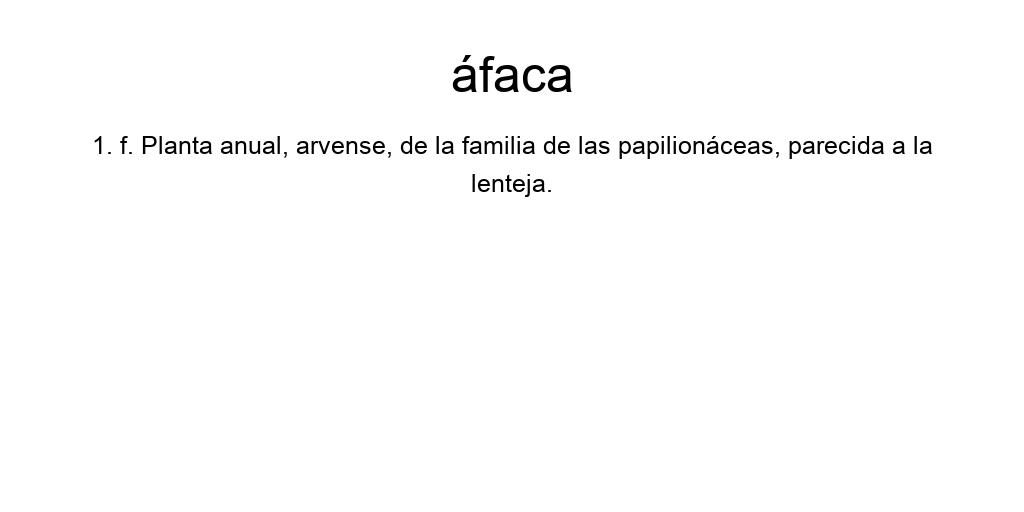 áfaca
1. f. Planta anual, arvense, de la familia de las papilionáceas, parecida a la
lenteja.